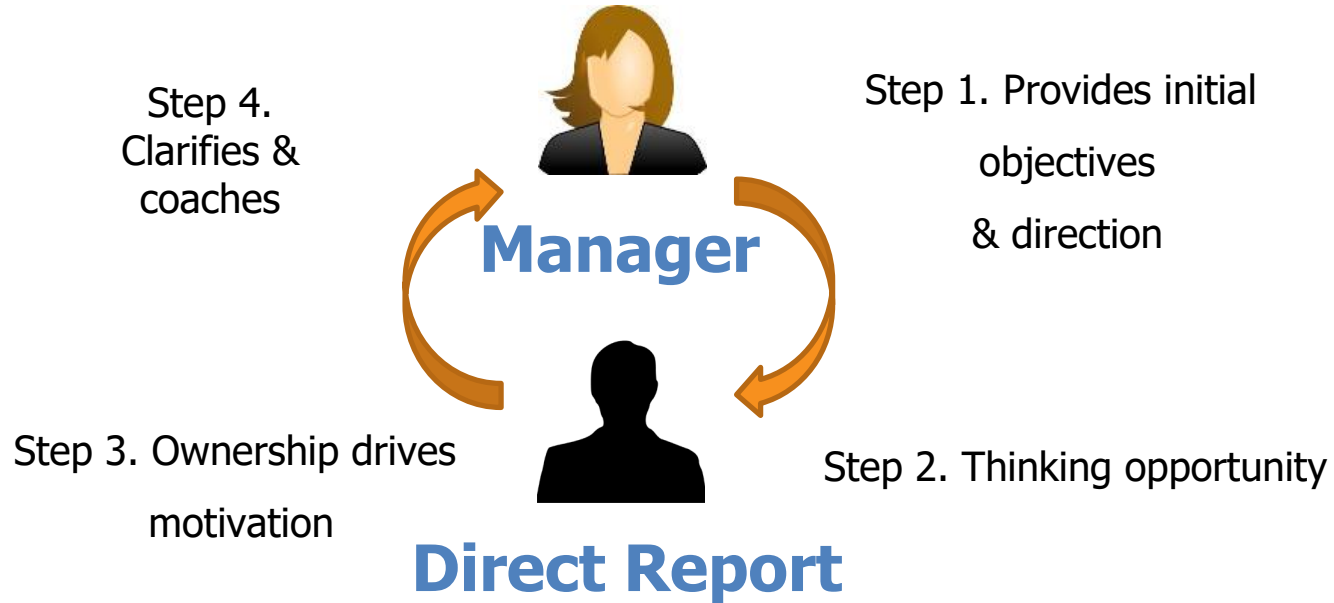 Step 1. Provides initial
objectives
& direction
Step 4.
Clarifies &
coaches
Manager
Step 3. Ownership drives
motivation
Step 2. Thinking opportunity
Direct Report